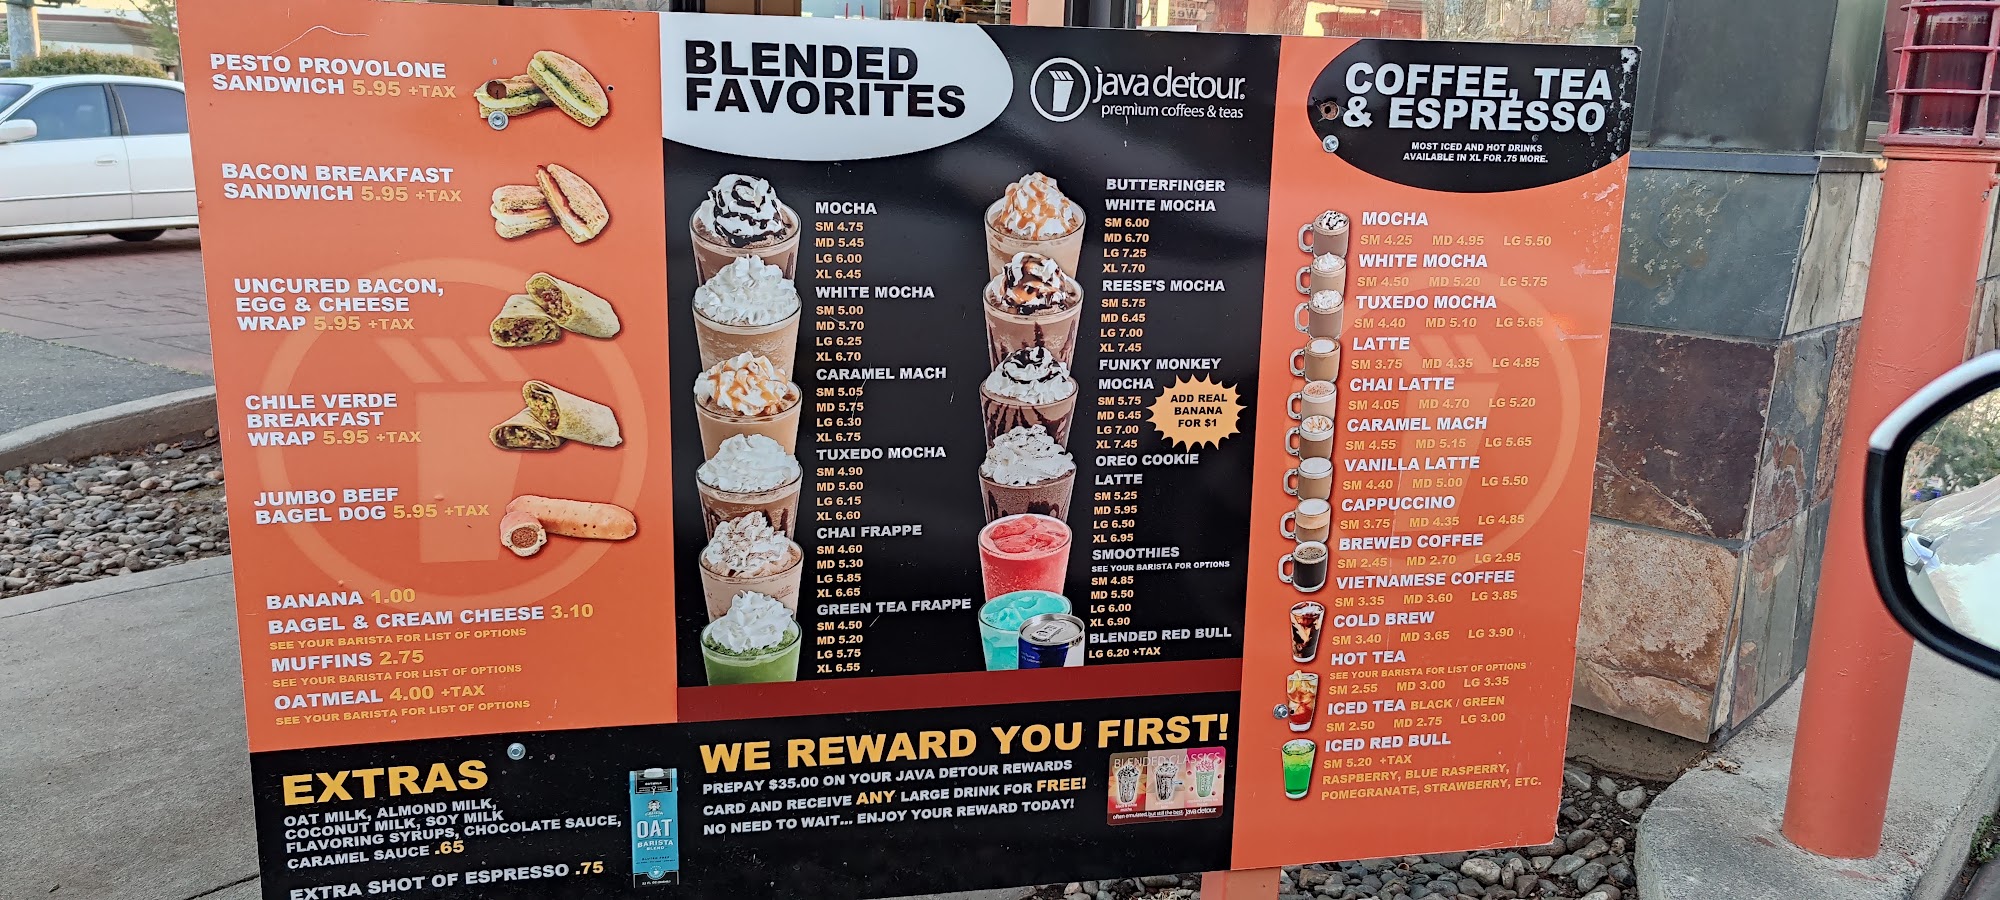 PESTO PROVOLONE
SANDWICH 5.95 +TAX
BACON BREAKFAST
SANDWICH 5.95 +TAX
UNCURED BACON,
EGG & CHEESE
WRAP 5.95 +TAX
CHILE VERDE
BREAKFAST
WRAP 5.95 +TAX
JUMBO BEEF
BAGEL DOG 5.95 +TAX
BANANA 1.00
BAGEL & CREAM CHEESE 3.10
SEE YOUR BARISTA FOR LIST OF OPTIONS
MUFFINS 2.75
SEE YOUR BARISTA FOR LIST OF OPTIONS
OATMEAL 4.00 +TAX
SEE YOUR BARISTA FOR LIST OF OPTIONS
EXTRAS
OAT MILK, ALMOND MILK,
COCONUT MILK, SOY MILK
FLAVORING SYRUPS, CHOCOLATE SAUCE,
CARAMEL SAUCE .65
EXTRA SHOT OF ESPRESSO .75
OAT
BARISTA
BLEND
BLENDED
FAVORITES
java detour.
premium coffees & teas
MOCHA
SM 4.75
MD 5.45
LG 6.00
XL 6.45
WHITE MOCHA
SM 5.00
MD 5.70
LG 6.25
XL 6.70
CARAMEL MACH
SM 5.05
MD 5.75
LG 6.30
XL 6.75
TUXEDO MOCHA
SM 4.90
MD 5.60
LG 6.15
XL 6.60
CHAI FRAPPE
SM 4.60
MD 5.30
LG 5.85
XL 6.65
GREEN TEA FRAPPE
SM 4.50
MD 5.20
LG 5.75
XL 6.55
BUTTERFINGER
WHITE MOCHA
SM 6.00
MD 6.70
LG 7.25
XL 7.70
REESE'S MOCHA
SM 5.75
MD 6.45
LG 7.00
XL 7.45
FUNKY MONKEY
MOCHA
SM 5.75
MD 6.45
LG 7.00
XL 7.45
ADD REAL
BANANA
FOR $1
OREO COOKIE
LATTE
SM 5.25
MD 5.95
LG 6.50
XL 6.95
SMOOTHIES
SEE YOUR BARISTA FOR OPTIONS
SM 4.85
MD 5.50
LG 6.00
XL 6.90
BLENDED RED BULL
LG 6.20 +TAX
WE REWARD YOU FIRST!
PREPAY $35.00 ON YOUR JAVA DETOUR REWARDS
CARD AND RECEIVE ANY LARGE DRINK FOR FREE!
NO NEED TO WAIT... ENJOY YOUR REWARD TODAY!
BLENDED CLASSICS
often emulated but still the best. java detour
COFFEE, TEA
& ESPRESSO
MOST ICED AND HOT DRINKS
AVAILABLE IN XL FOR .75 MORE.
MOCHA
SM 4.25 MD 4.95 LG 5.50
WHITE MOCHA
SM 4.50 MD 5.20 LG 5.75
TUXEDO MOCHA
SM 4.40 MD 5.10 LG 5.65
LATTE
SM 3.75 MD 4.35 LG 4.85
CHAI LATTE
SM 4.05 MD 4.70 LG 5.20
CARAMEL MACH
SM 4.55 MD 5.15 LG 5.65
VANILLA LATTE
SM 4.40 MD 5.00 LG 5.50
CAPPUCCINO
SM 3.75 MD 4.35 LG 4.85
BREWED COFFEE
SM 2.45 MD 2.70 LG 2.95
VIETNAMESE COFFEE
SM 3.35 MD 3.60 LG 3.85
COLD BREW
SM 3.40 MD 3.65 LG 3.90
HOT TEA
SEE YOUR BARISTA FOR LIST OF OPTIONS
SM 2.55 MD 3.00 LG 3.35
ICED TEA BLACK / GREEN
SM 2.50 MD 2.75 LG 3.00
ICED RED BULL
SM 5.20 +TAX
RASPBERRY, BLUE RASPERRY,
POMEGRANATE, STRAWBERRY, ETC.